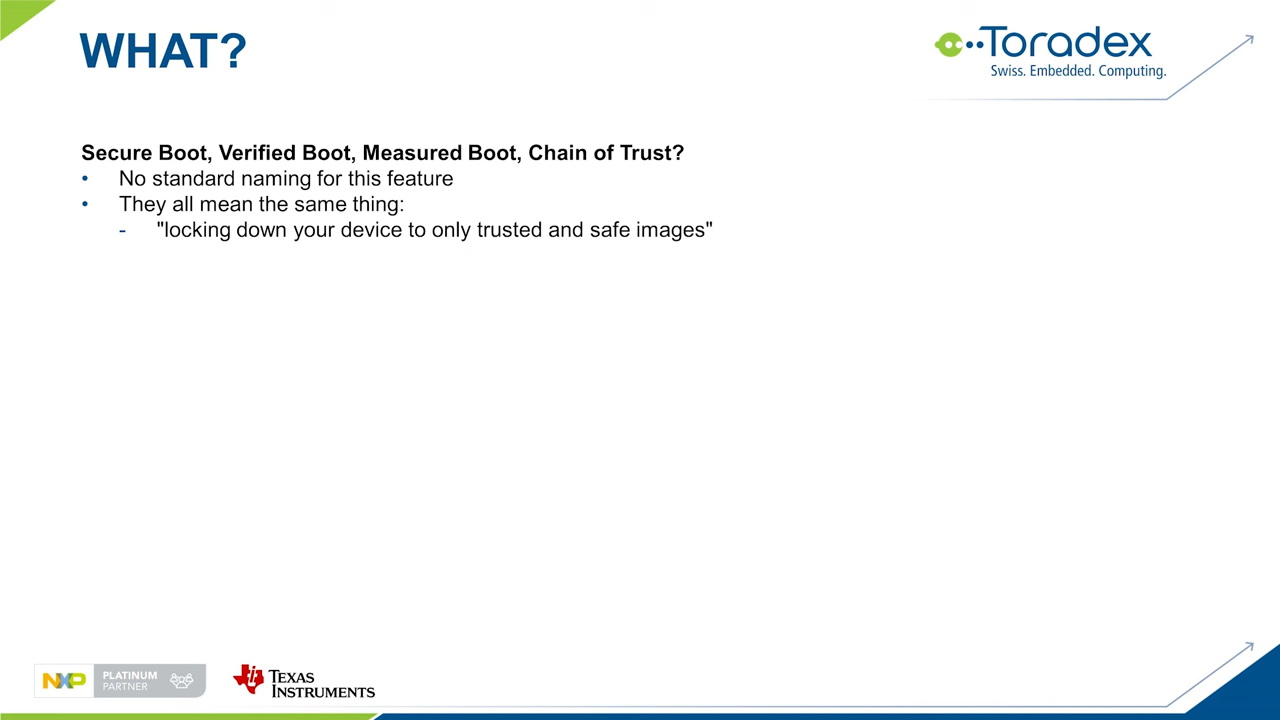 WHAT?
Toradex
Swiss. Embedded. Computing.
Secure Boot, Verified Boot, Measured Boot, Chain of Trust?
• No standard naming for this feature
• They all mean the same thing:
- "locking down your device to only trusted and safe images"
NXP PLATINUM
PARTNER
TEXAS
INSTRUMENTS